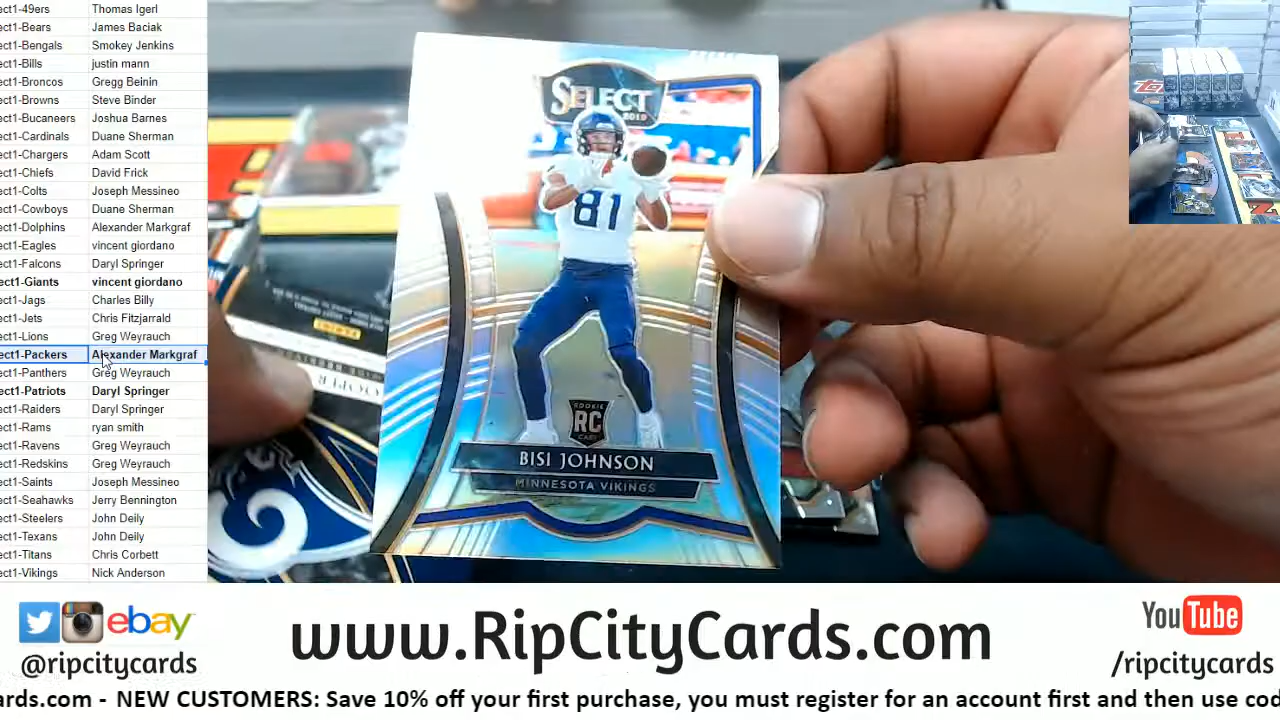 ect1-49ers Thomas Igerl
ect1-Bears James Baciak
ect1-Bengals Smokey Jenkins
ect1-Bills justin mann
ect1-Broncos Gregg Beinin
ect1-Browns Steve Binder
ect1-Bucaneers Joshua Barnes
ect1-Cardinals Duane Sherman
ect1-Chargers Adam Scott
ect1-Chiefs David Frick
ect1-Colts Joseph Messineo
ect1-Cowboys Duane Sherman
ect1-Dolphins Alexander Markgraf
ect1-Eagles vincent giordano
ect1-Falcons Daryl Springer
ect1-Giants vincent giordano
ect1-Jags Charles Billy
ect1-Jets Chris Fitzjarrald
ect1-Lions Greg Weyrauch
ect1-Packers Alexander Markgraf
ect1-Panthers Greg Weyrauch
ect1-Patriots Daryl Springer
ect1-Raiders Daryl Springer
ect1-Rams ryan smith
ect1-Ravens Greg Weyrauch
ect1-Redskins Greg Weyrauch
ect1-Saints Joseph Messineo
ect1-Seahawks Jerry Bennington
ect1-Steelers John Deily
ect1-Texans John Deily
ect1-Titans Chris Corbett
ect1-Vikings Nick Anderson
SELECT
2019
81
ROOKIE
RC
CARD
BISI JOHNSON
MINNESOTA VIKINGS
ebay
@ripcitycards
www.RipCityCards.com
YouTube
/ripcitycards
ards.com - NEW CUSTOMERS: Save 10% off your first purchase, you must register for an account first and then use cod